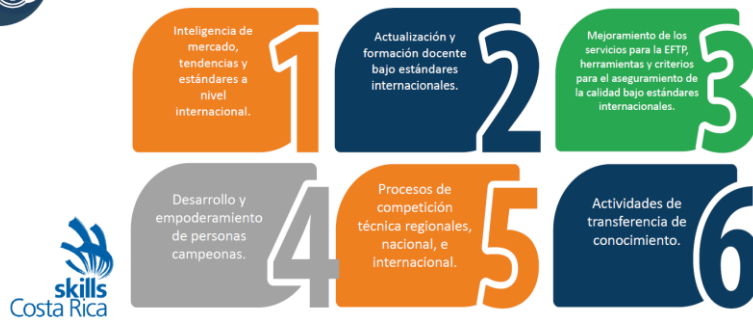 Inteligencia de
mercado,
tendencias y
estándares a
nivel
internacional.
1
Actualización y
formación docente
bajo estándares
internacionales.
2
Mejoramiento de los
servicios para la EFTP,
herramientas y criterios
para el aseguramiento de
la calidad bajo estándares
internacionales.
3
Desarrollo y
empoderamiento
de personas
campeonas.
4
Procesos de
competición
técnica regionales,
nacional, e
internacional.
5
Actividades de
transferencia de
conocimiento.
6
skills
Costa Rica